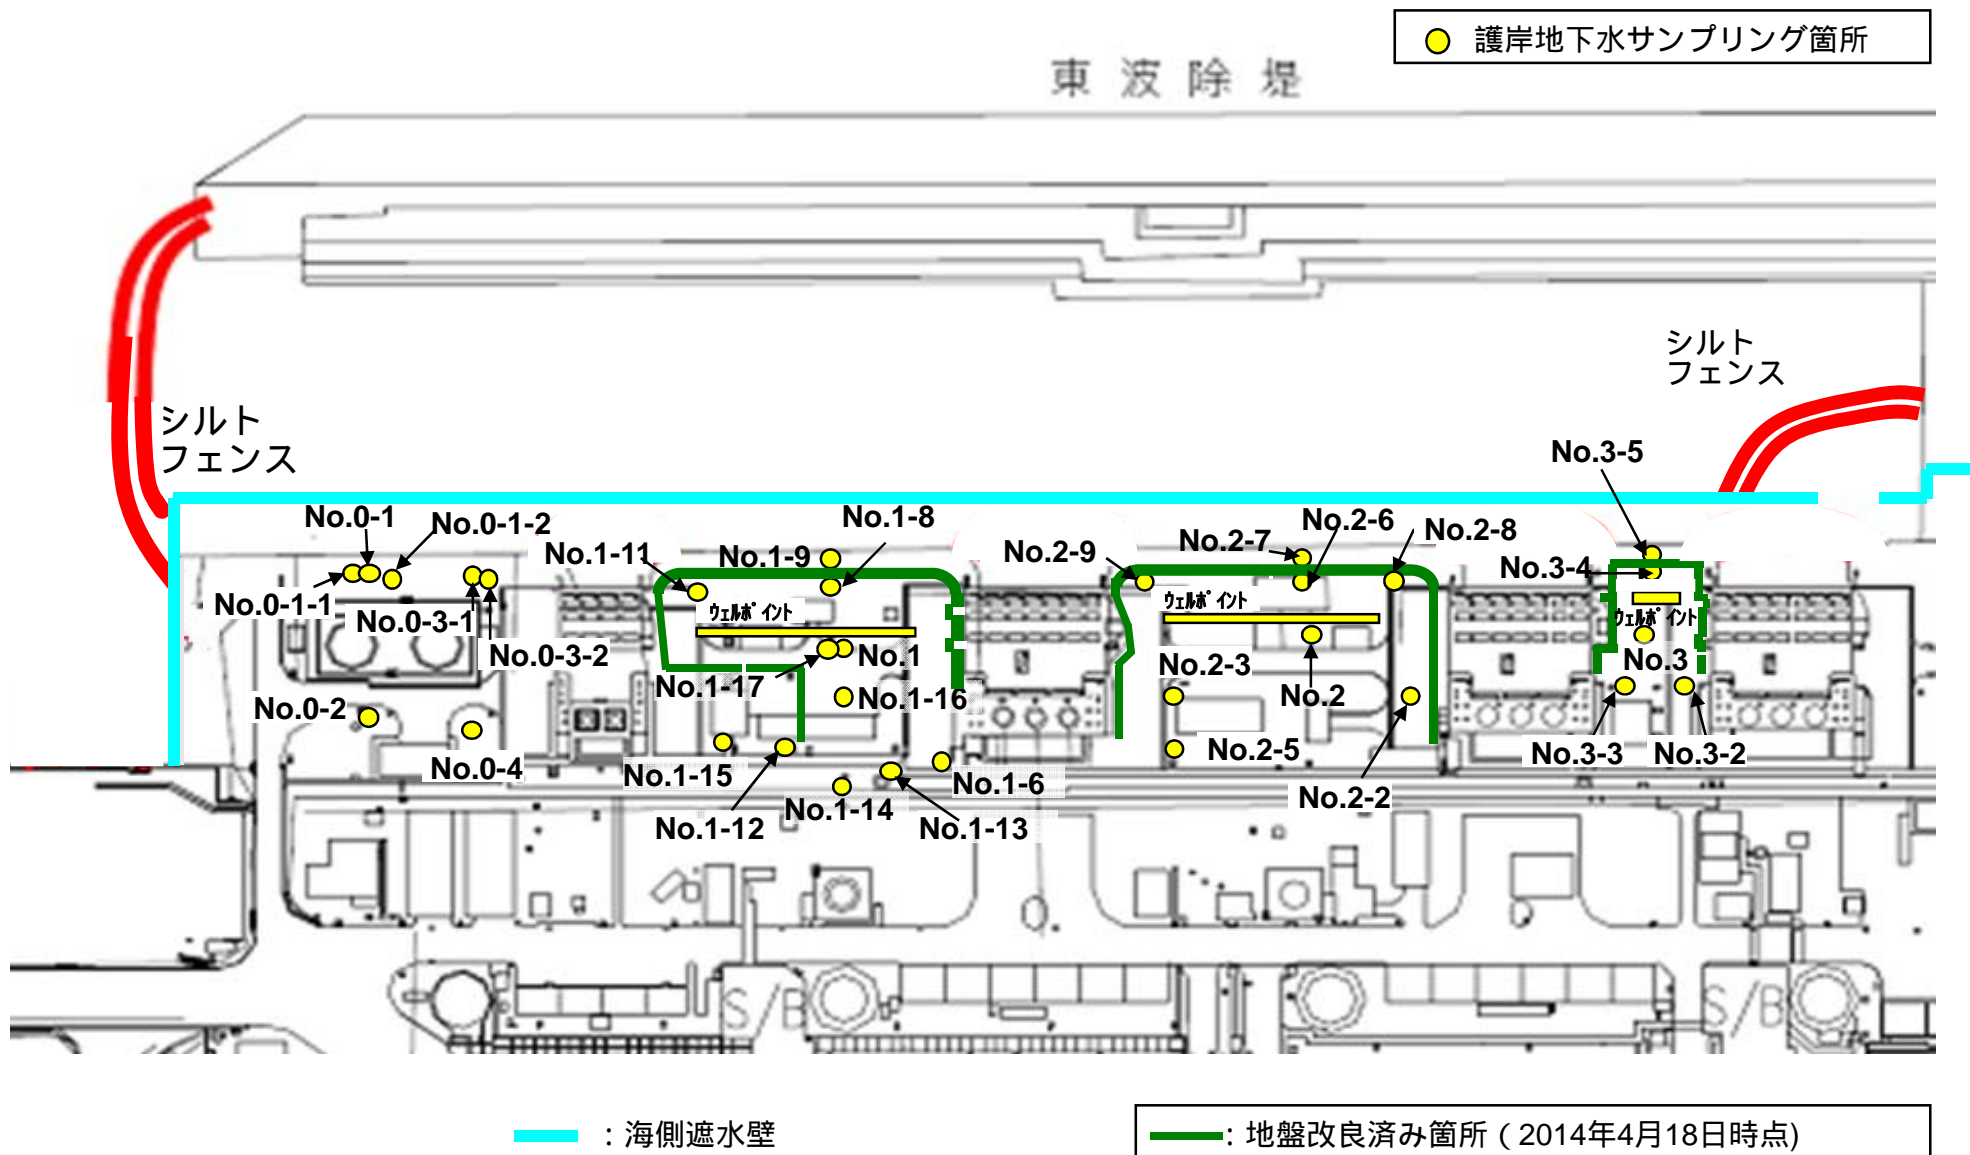 護岸地下水サンプリング箇所
東波除堤
シルト
フェンス
シルト
フェンス
No.3-5
No.0-1
No.0-1-2
No.1-8
No.2-6
No.2-8
No.1-11
No.1-9
No.2-9
No.2-7
No.3-4
No.0-1-1
No.0-3-1
ウェルポイント
ウェルポイント
ウェルポイント
No.0-3-2
No.1
No.2-3
No.3
No.1-17
No.1-16
No.2
No.0-2
No.0-4
No.1-15
No.1-6
No.2-5
No.3-3
No.3-2
No.2-2
No.1-14
No.1-12
No.1-13
S/B
S/B
：海側遮水壁
：地盤改良済み箇所（2014年4月18日時点)